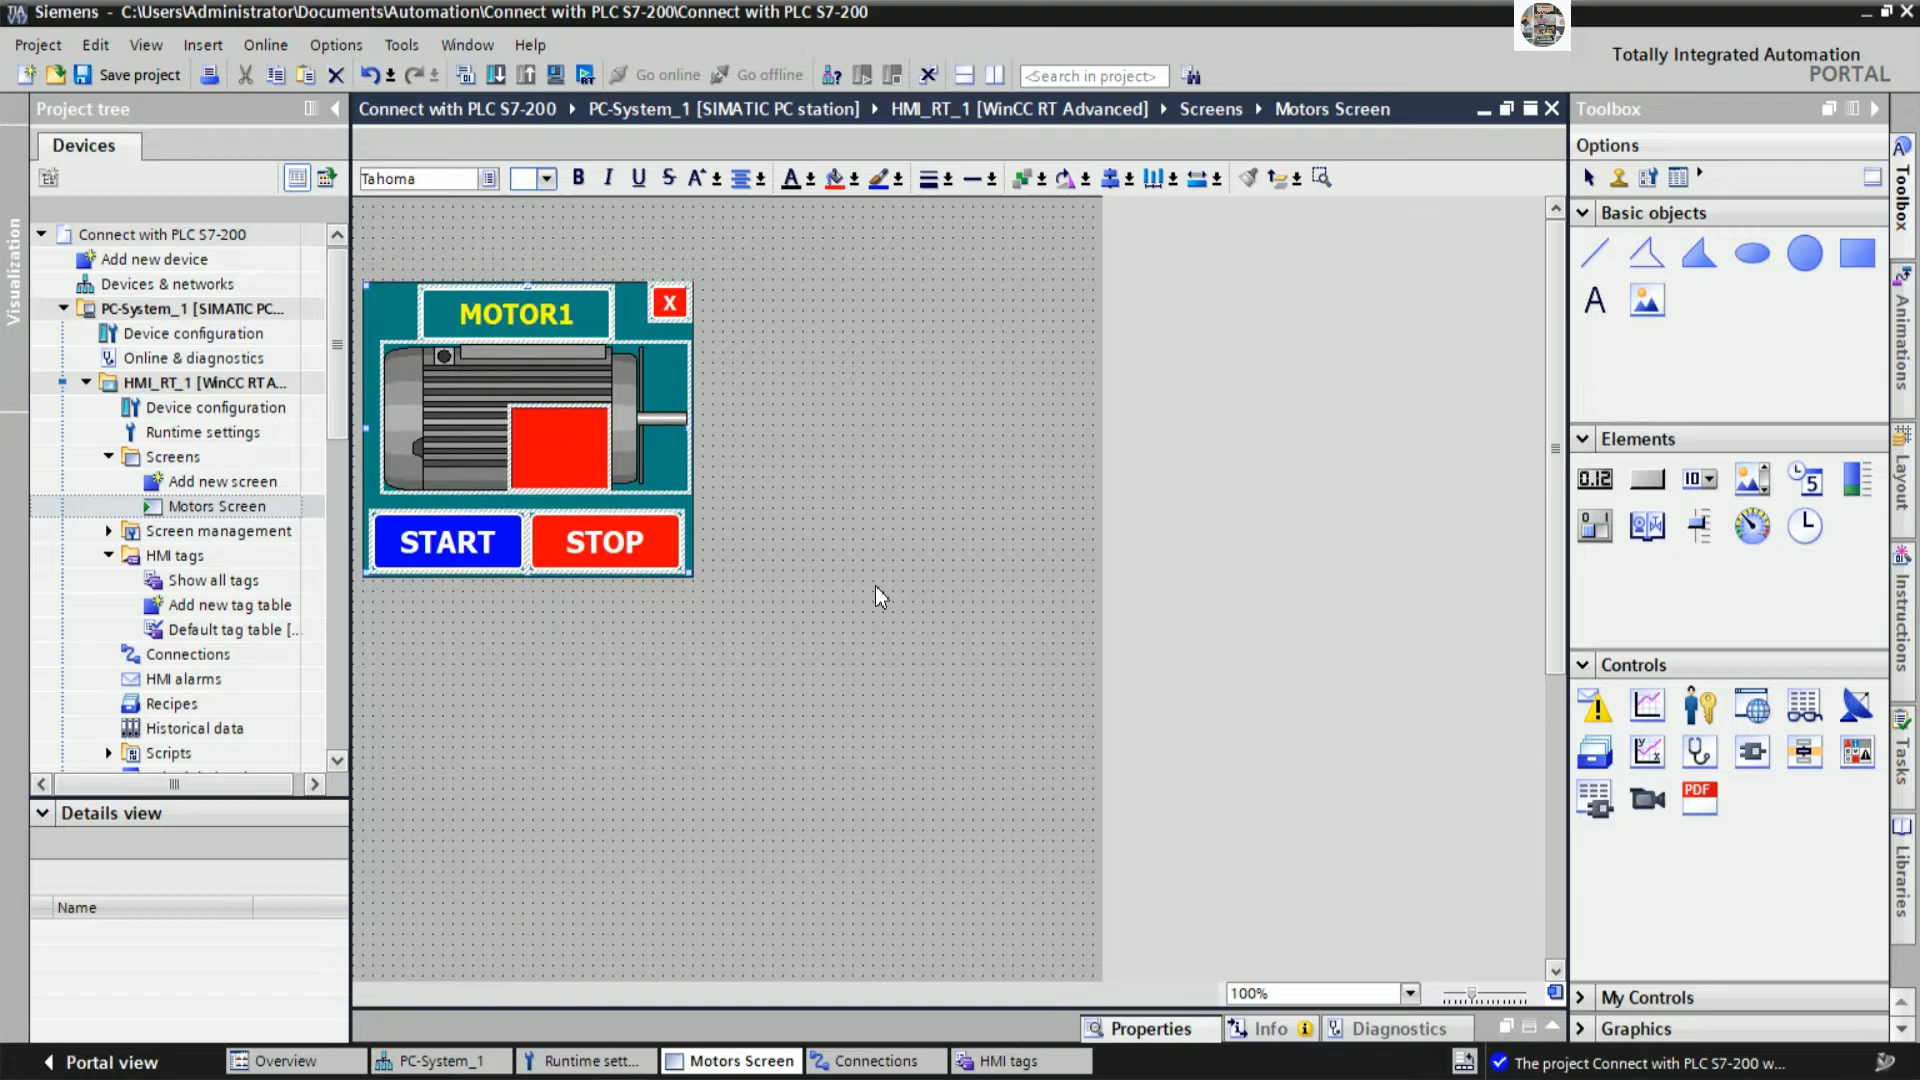 Siemens - C:\Users\Administrator\Documents\Automation\Connect with PLC S7-200\Connect with PLC S7-200
Project Edit View Insert Online Options Tools Window Help
Totally Integrated Automation
PORTAL
Save project
Go online
Go offline
<Search in project>
Project tree
Connect with PLC S7-200 PC-System_1 [SIMATIC PC station] HMI_RT_1 [WinCC RT Advanced] Screens Motors Screen
Toolbox
Devices
Options
Tahoma
Basic objects
Visualization
Connect with PLC S7-200
Add new device
Devices & networks
PC-System_1 [SIMATIC PC...
Device configuration
Online & diagnostics
HMI_RT_1 [WinCC RT A...
Device configuration
Runtime settings
Screens
Add new screen
Motors Screen
Screen management
HMI tags
Show all tags
Add new tag table
Default tag table [...
Connections
HMI alarms
Recipes
Historical data
Scripts
MOTOR1
X
START STOP
A
Elements
0.12
10
5
0 1
Controls
PDF
My Controls
Graphics
Toolbox
Animations
Layout
Instructions
Tasks
Libraries
Details view
Name
100%
Properties
Info
Diagnostics
Portal view
Overview
PC-System_1
Runtime sett...
Motors Screen
Connections
HMI tags
The project Connect with PLC S7-200 w...